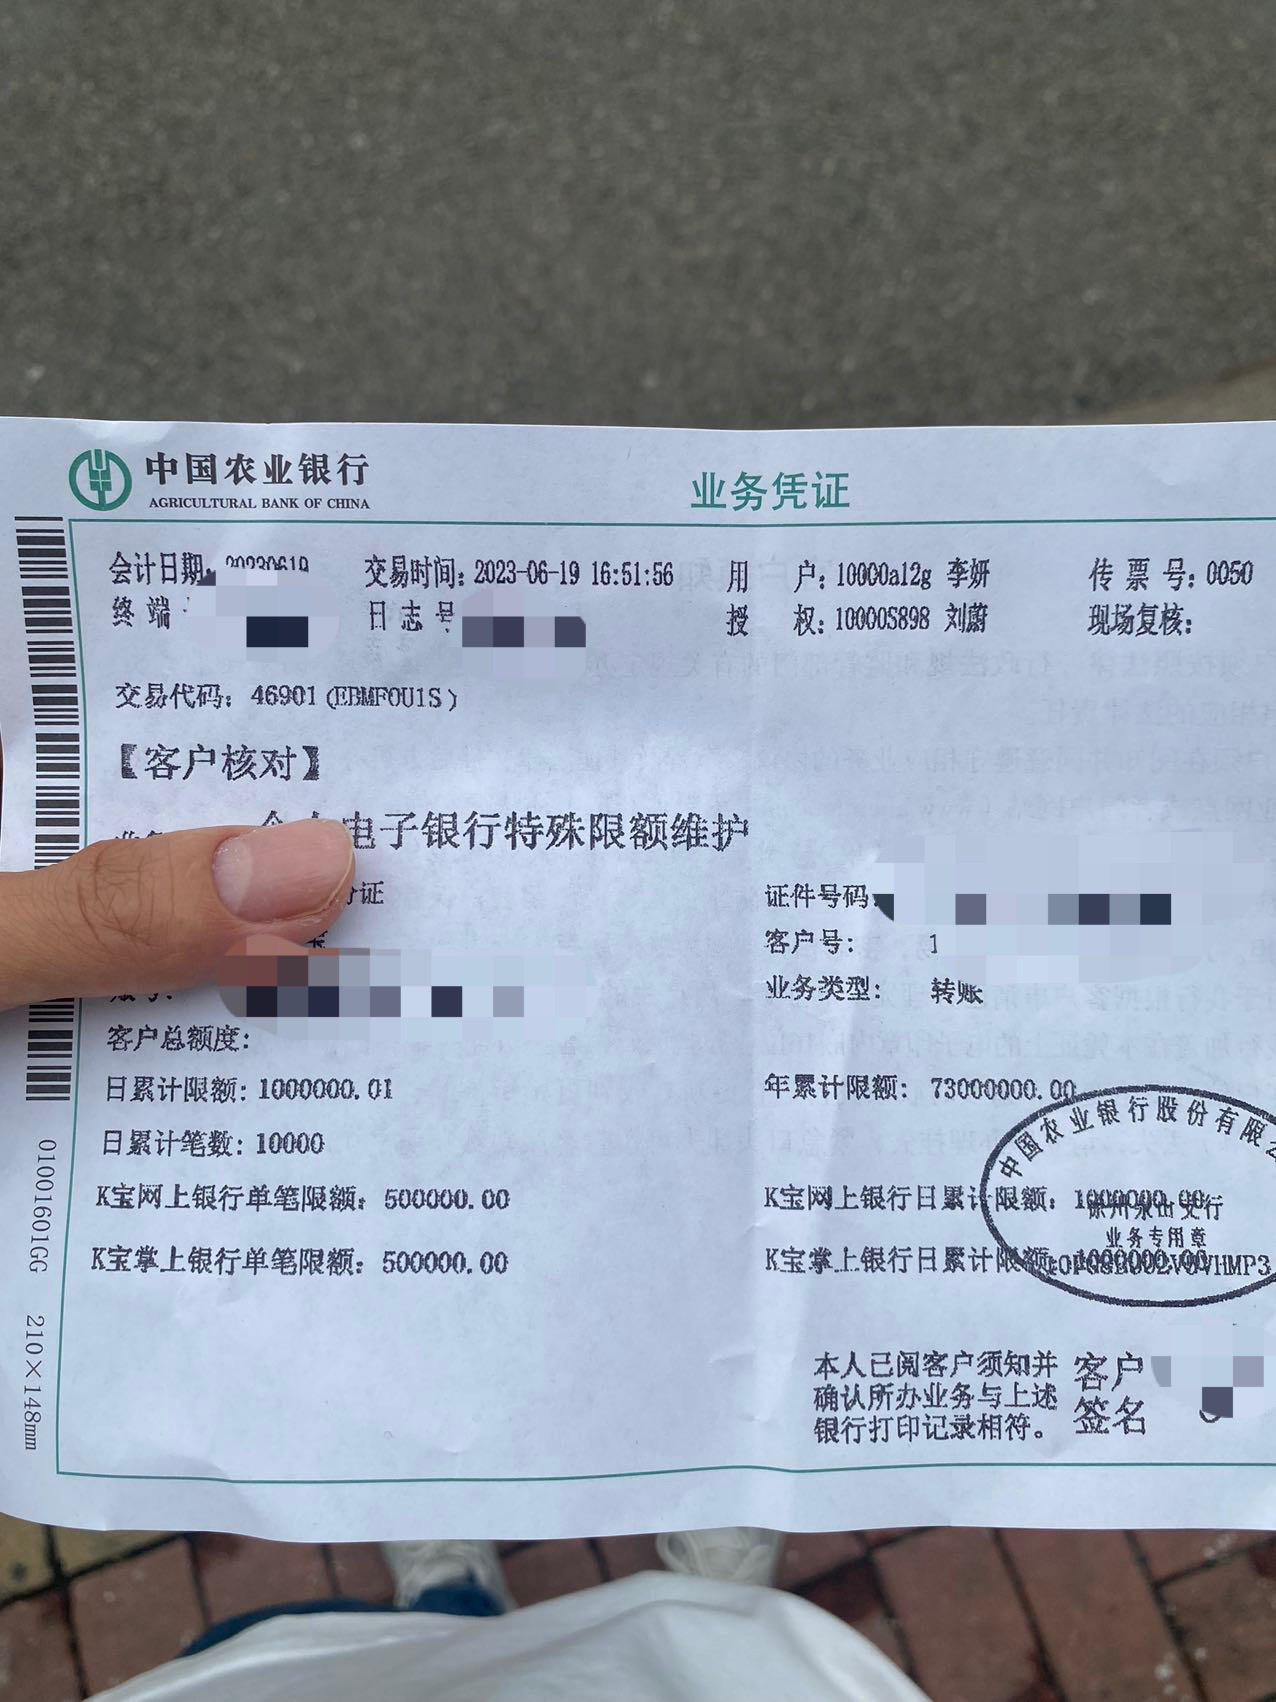 中国农业银行
AGRICULTURAL BANK OF CHINA
业务凭证
会计日期: 20230619 交易时间: 2023-06-19 16:51:56 用 户: 10000a12g 李妍 传票号: 0050
终端 日志号 授 权: 10000S898 刘蔚 现场复核:
交易代码: 46901 (EBMFOU1S)
【客户核对】
电子银行特殊限额维护
证 证件号码:
宝 客户号: 1
账号: 业务类型: 转账
客户总额度:
日累计限额: 1000000.01 年累计限额: 73000000.00
日累计笔数: 10000
K宝网上银行单笔限额: 500000.00 K宝网上银行日累计限额: 1000000.00
K宝掌上银行单笔限额: 500000.00 K宝掌上银行日累计限额: 1000000.00
中国农业银行股份有限公
支行
业务专用章
本人已阅客户须知并
确认所办业务与上述
银行打印记录相符。
客户
签名
01001601GG 210×148mm